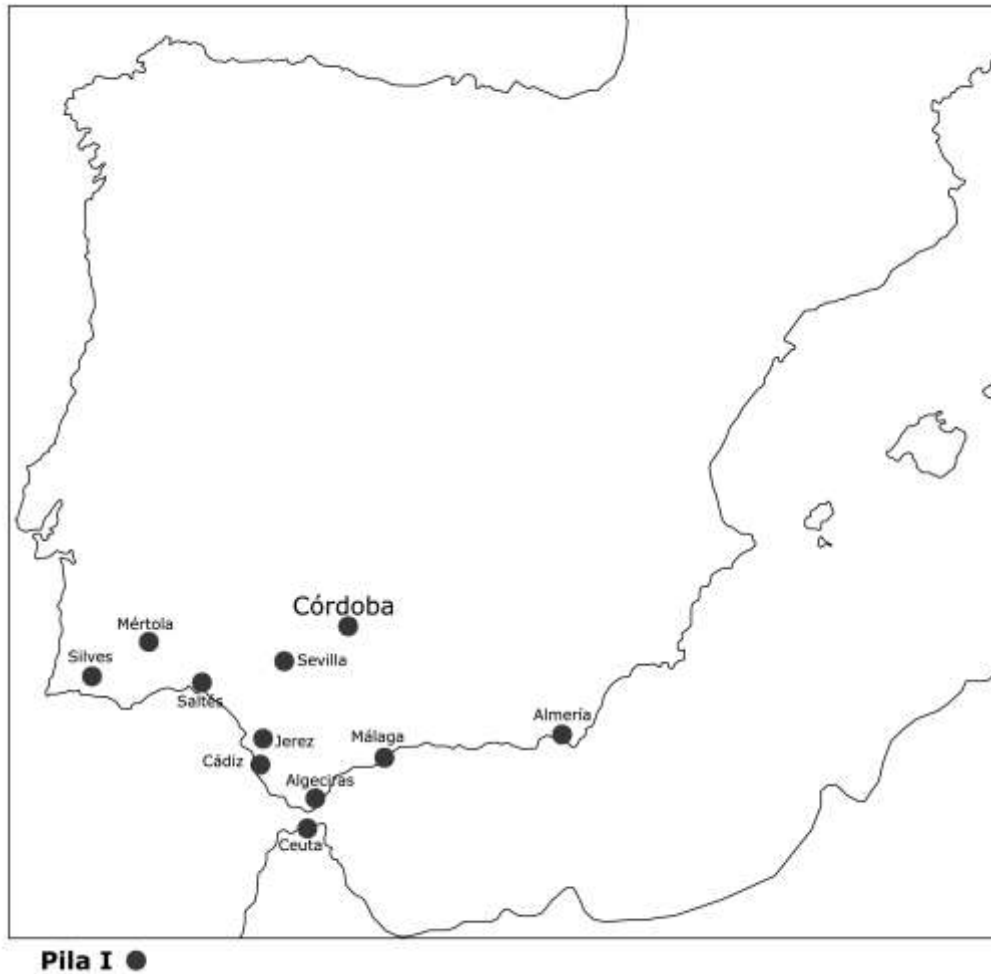 Córdoba
Mértola
Silves
Sevilla
Saltés
Almería
Málaga
Jerez
Cádiz
Algeciras
Ceuta
Pila I